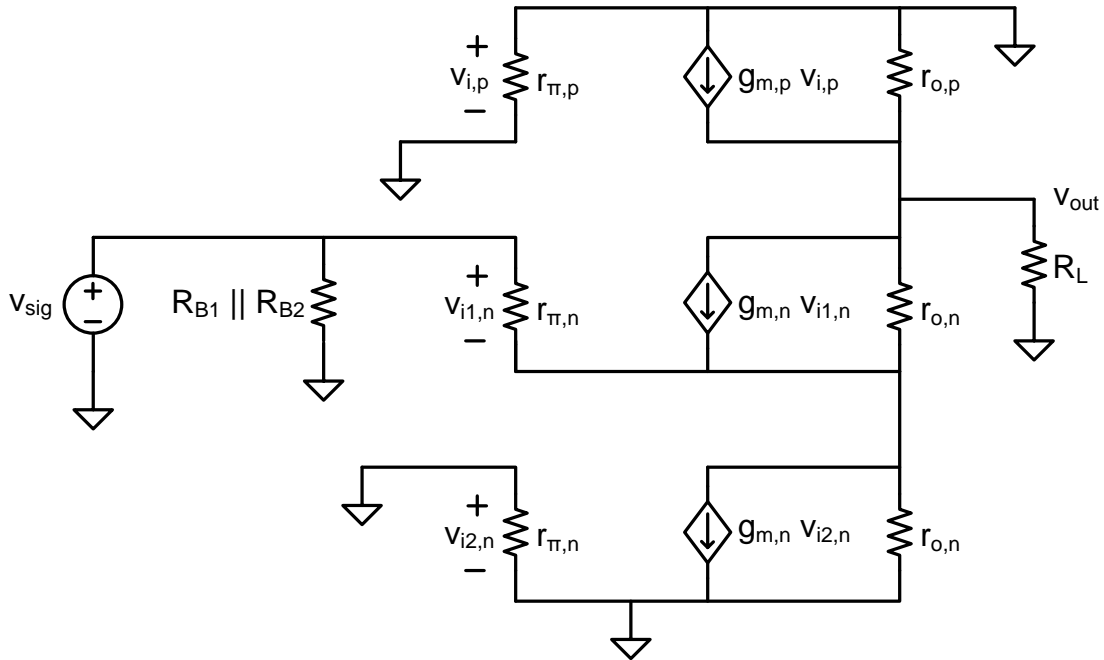 +
v_{i,p}
−
r_{π,p}
g_{m,p} v_{i,p}
r_{o,p}
v_{out}
v_{sig}
+
−
R_{B1} || R_{B2}
+
v_{i1,n}
−
r_{π,n}
g_{m,n} v_{i1,n}
r_{o,n}
R_L
+
v_{i2,n}
−
r_{π,n}
g_{m,n} v_{i2,n}
r_{o,n}